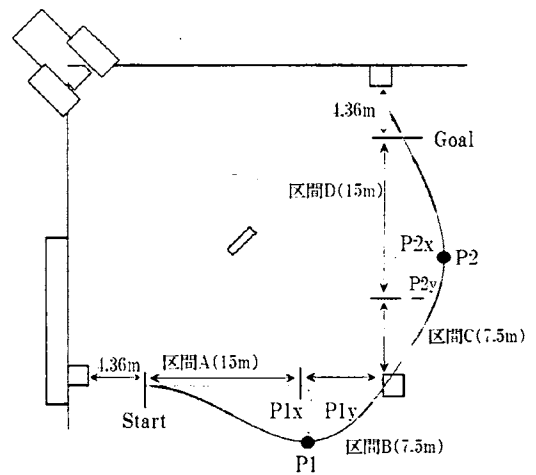 4.36m
Goal
区間D(15m)
P2x
P2
P2y
区間C(7.5m)
4.36m
区間A(15m)
Start
P1x
P1y
区間B(7.5m)
P1